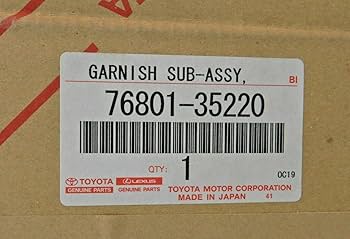 GARNISH SUB-ASSY, BI
76801-35220
QTY: 1 0C19
TOYOTA LEXUS TOYOTA MOTOR CORPORATION
GENUINE PARTS GENUINE PARTS MADE IN JAPAN 41